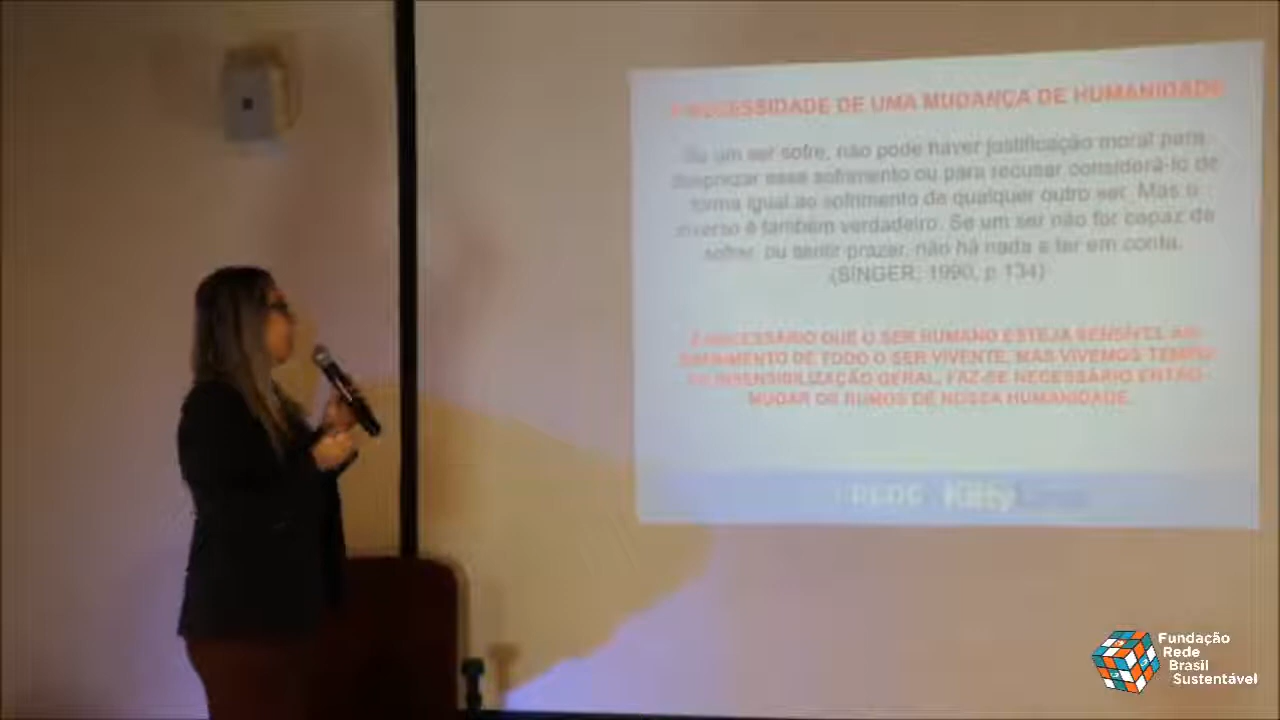 A NECESSIDADE DE UMA MUDANÇA DE HUMANIDADE
Se um ser sofre, não pode haver justificação moral para
desprezar esse sofrimento ou para recusar considerá-lo de
forma igual ao sofrimento de qualquer outro ser. Mas o
inverso é também verdadeiro. Se um ser não for capaz de
sofrer, ou sentir prazer, não há nada a ter em conta.
(SINGER, 1990, p 134)
É NECESSÁRIO QUE O SER HUMANO ESTEJA SENSÍVEL AO
SOFRIMENTO DE TODO O SER VIVENTE, MAS VIVEMOS TEMPOS
DE INSENSIBILIZAÇÃO GERAL, FAZ-SE NECESSÁRIO ENTÃO
MUDAR OS RUMOS DE NOSSA HUMANIDADE.
Kitty
Fundação
Rede
Brasil
Sustentável